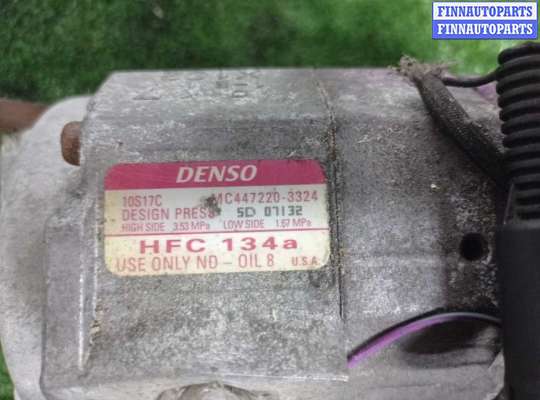 FINNAUTOPARTS
FINNAUTOPARTS
DENSO
10S17C MC447220-3324
DESIGN PRESS 5D 07132
HIGH SIDE 3.53 MPa LOW SIDE 1.67 MPa
HFC 134a
USE ONLY ND-OIL 8 U.S.A.